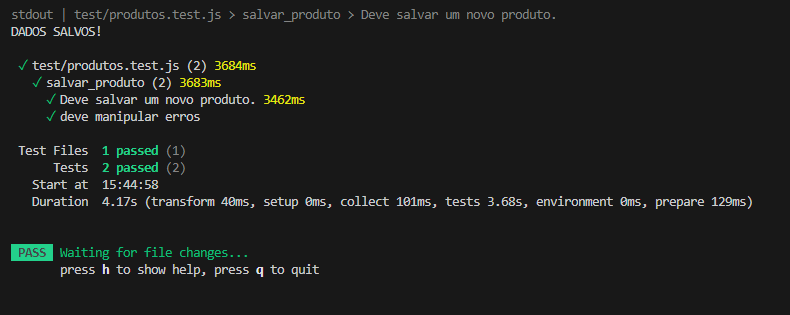 stdout | test/produtos.test.js > salvar_produto > Deve salvar um novo produto.
DADOS SALVOS!
✓ test/produtos.test.js (2) 3684ms
✓ salvar_produto (2) 3683ms
✓ Deve salvar um novo produto. 3462ms
✓ deve manipular erros
Test Files 1 passed (1)
Tests 2 passed (2)
Start at 15:44:58
Duration 4.17s (transform 40ms, setup 0ms, collect 101ms, tests 3.68s, environment 0ms, prepare 129ms)
PASS Waiting for file changes...
press h to show help, press q to quit